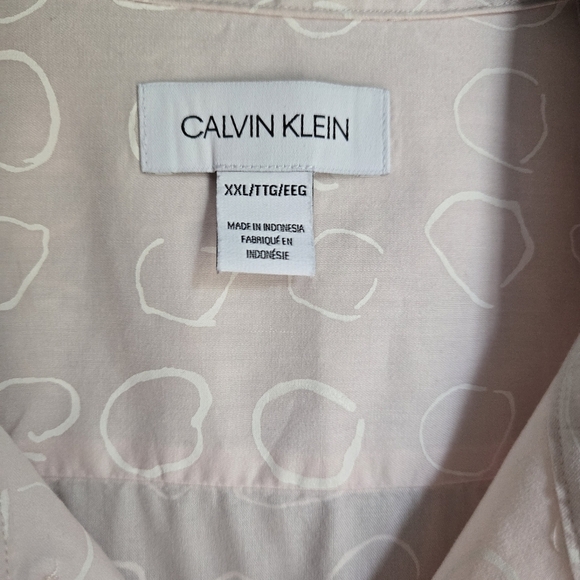 CALVIN KLEIN
XXL/TTG/EEG
MADE IN INDONESIA
FABRIQUÉ EN
INDONÉSIE